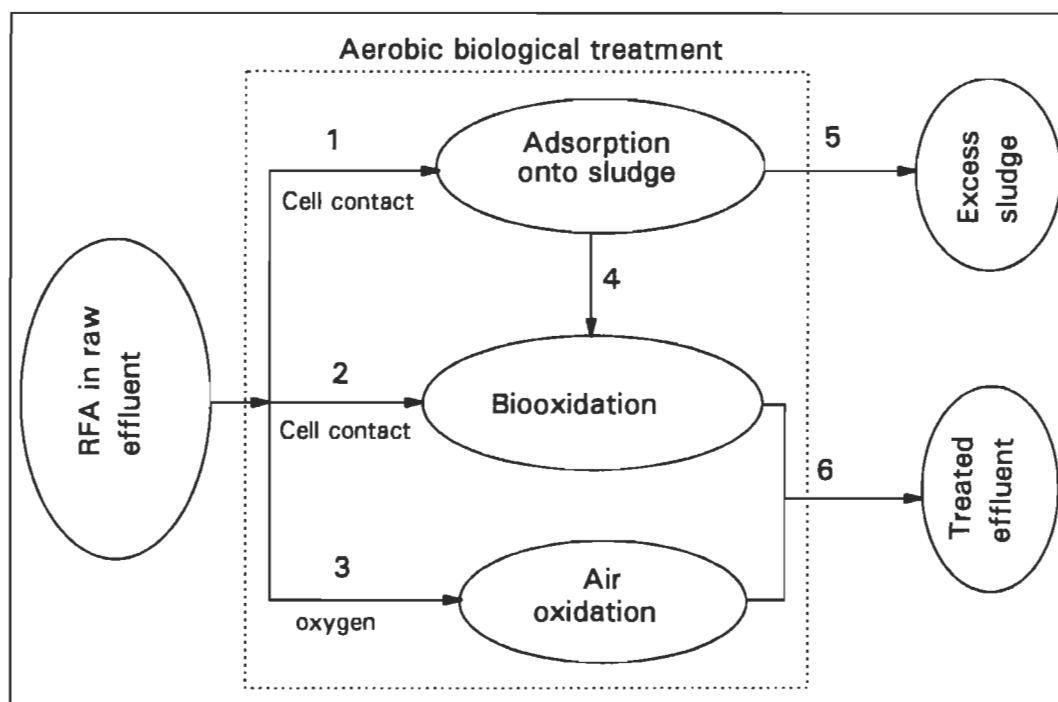 Aerobic biological treatment
RFA in raw
effluent
1
Cell contact
Adsorption
onto sludge
5
Excess
sludge
4
2
Cell contact
Biooxidation
6
Treated
effluent
3
oxygen
Air
oxidation